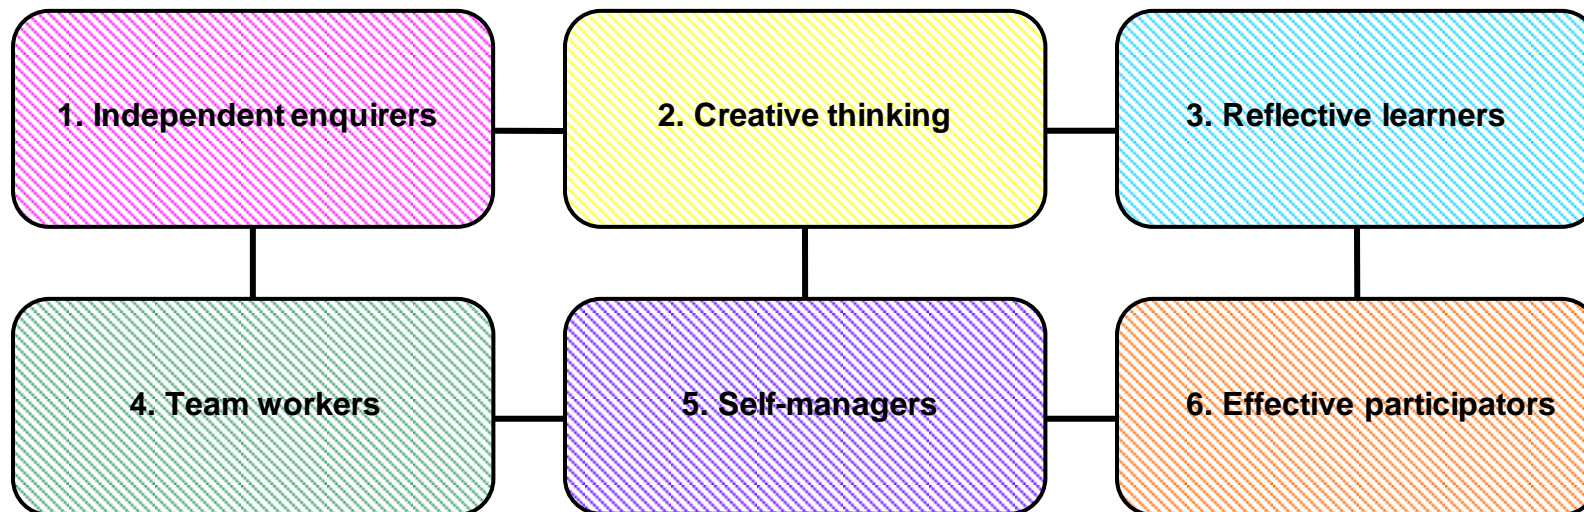 1. Independent enquirers
2. Creative thinking
3. Reflective learners
4. Team workers
5. Self-managers
6. Effective participators